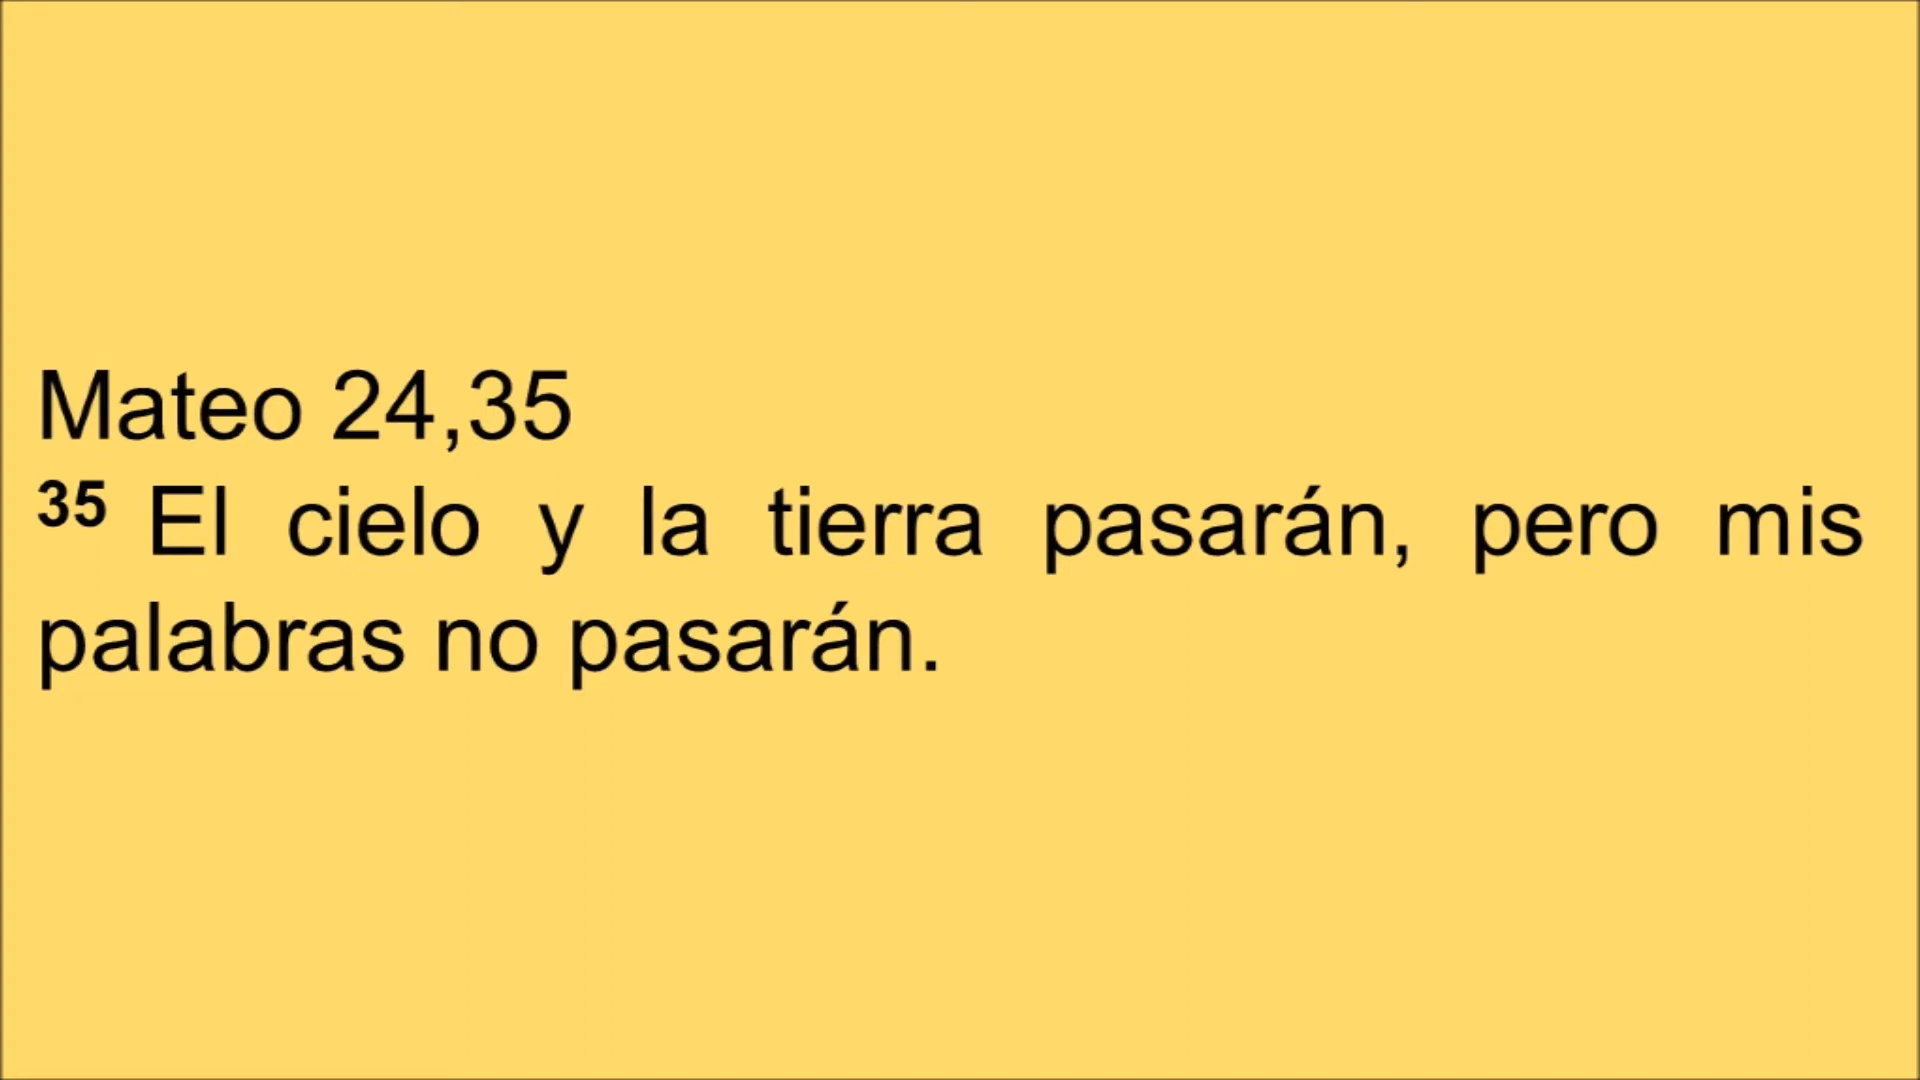 Mateo 24,35
35 El cielo y la tierra pasarán, pero mis
palabras no pasarán.